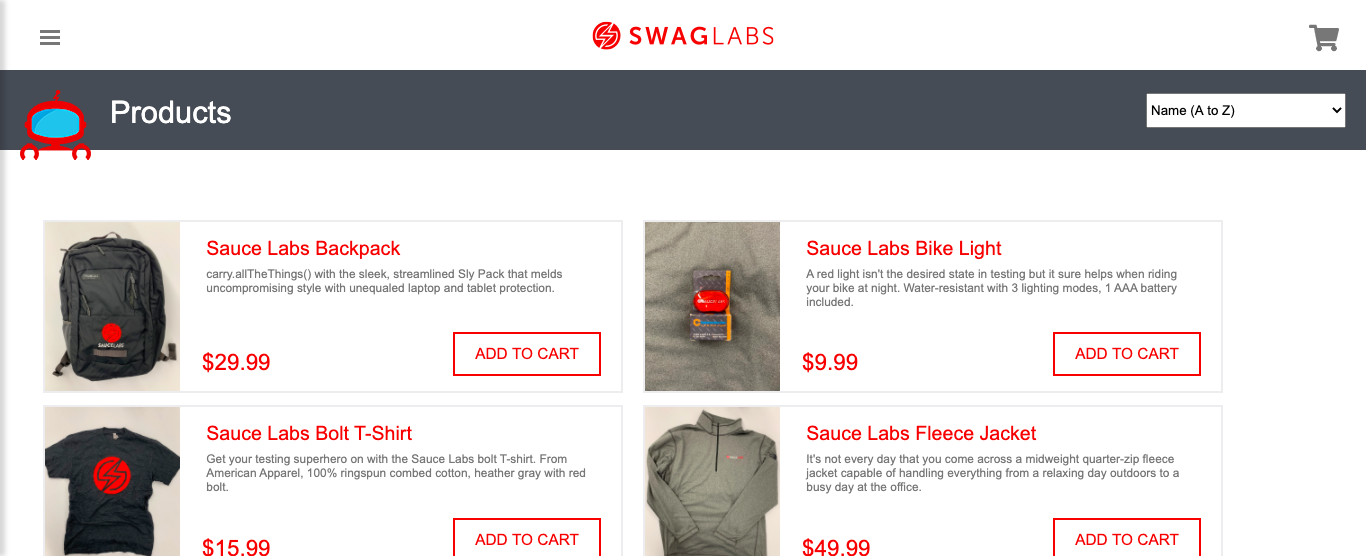 SWAGLABS
Products
Name (A to Z)
Sauce Labs Backpack
carry.allTheThings() with the sleek, streamlined Sly Pack that melds
uncompromising style with unequaled laptop and tablet protection.
$29.99
ADD TO CART
SAUCELABS
Sauce Labs Bike Light
A red light isn't the desired state in testing but it sure helps when riding
your bike at night. Water-resistant with 3 lighting modes, 1 AAA battery
included.
$9.99
ADD TO CART
SAUCELABS
Sauce Labs Bolt T-Shirt
Get your testing superhero on with the Sauce Labs bolt T-shirt. From
American Apparel, 100% ringspun combed cotton, heather gray with red
bolt.
$15.99
ADD TO CART
Sauce Labs Fleece Jacket
It's not every day that you come across a midweight quarter-zip fleece
jacket capable of handling everything from a relaxing day outdoors to a
busy day at the office.
$49.99
ADD TO CART